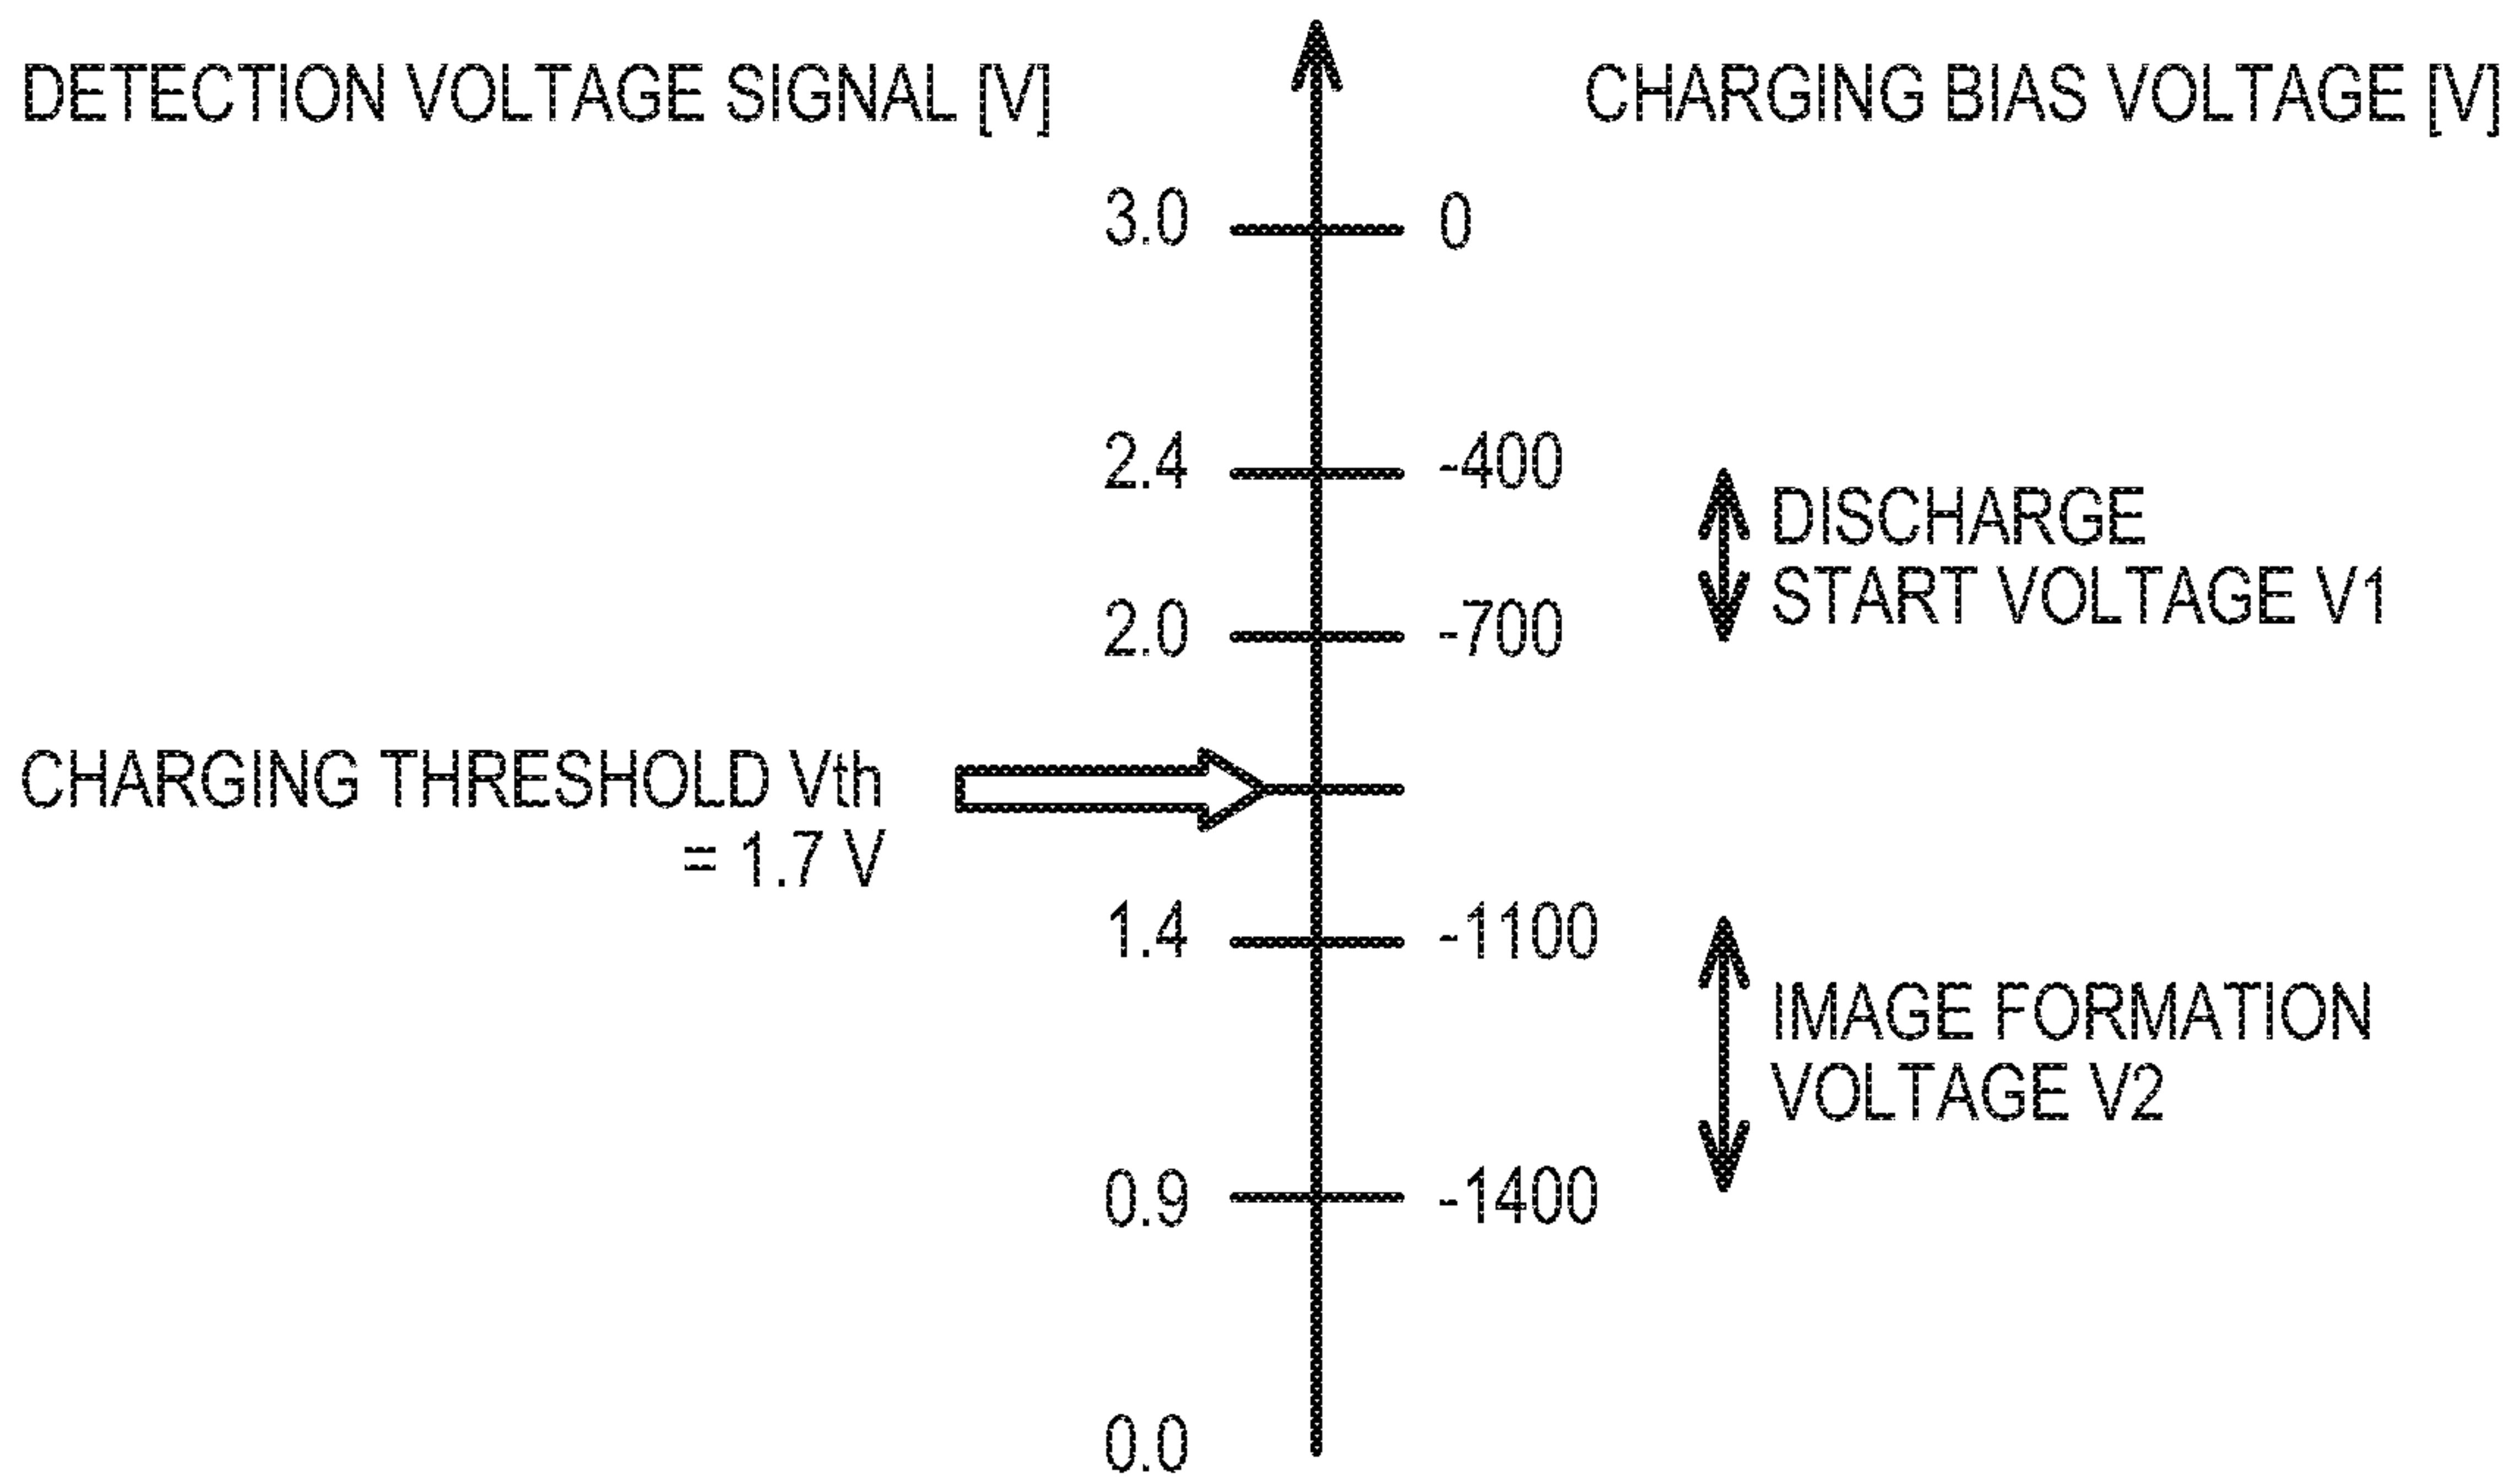 DETECTION VOLTAGE SIGNAL [V]
CHARGING BIAS VOLTAGE [V]
3.0
0
2.4
-400
DISCHARGE
START VOLTAGE V1
2.0
-700
CHARGING THRESHOLD Vth
= 1.7 V
1.4
-1100
IMAGE FORMATION
VOLTAGE V2
0.9
-1400
0.0